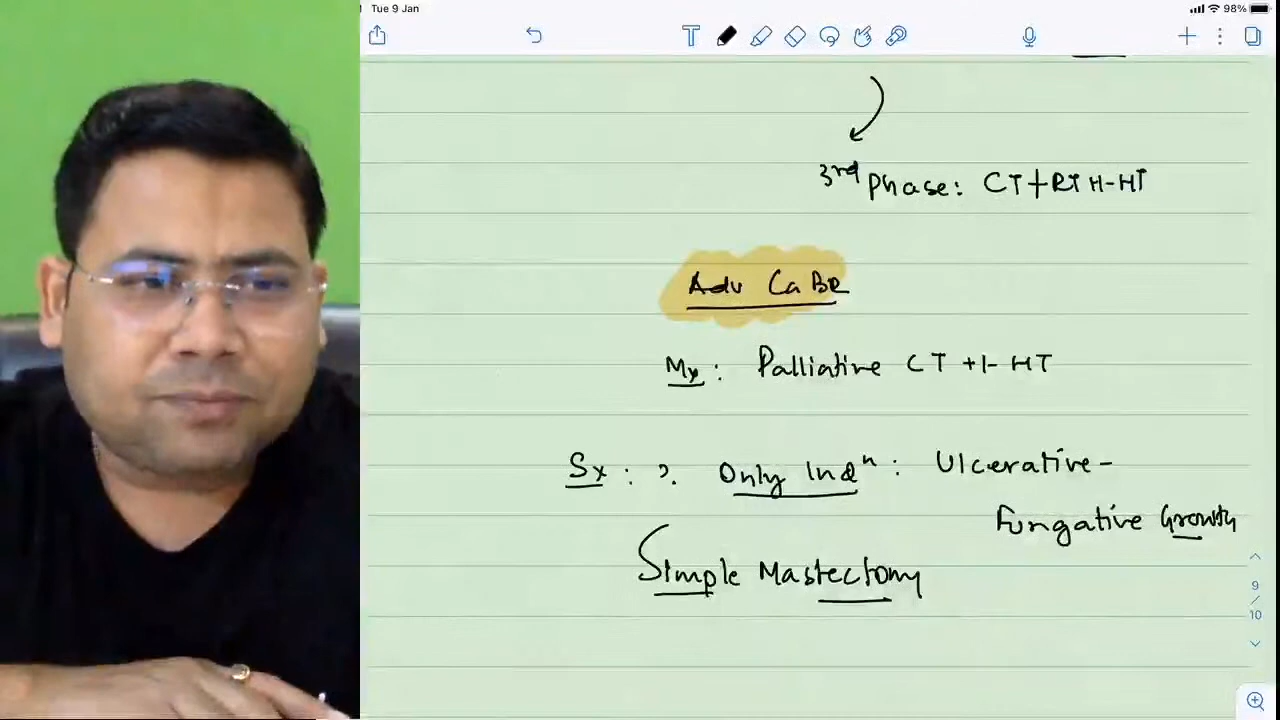 Tue 9 Jan
98%
3rd Phase: CT + RT +/- HT
Adv Ca BR
Mx: Palliative CT +/- HT
Sx: ?. Only Indn: Ulcerative-
Fungative Growth
Simple Mastectomy
9
/
10